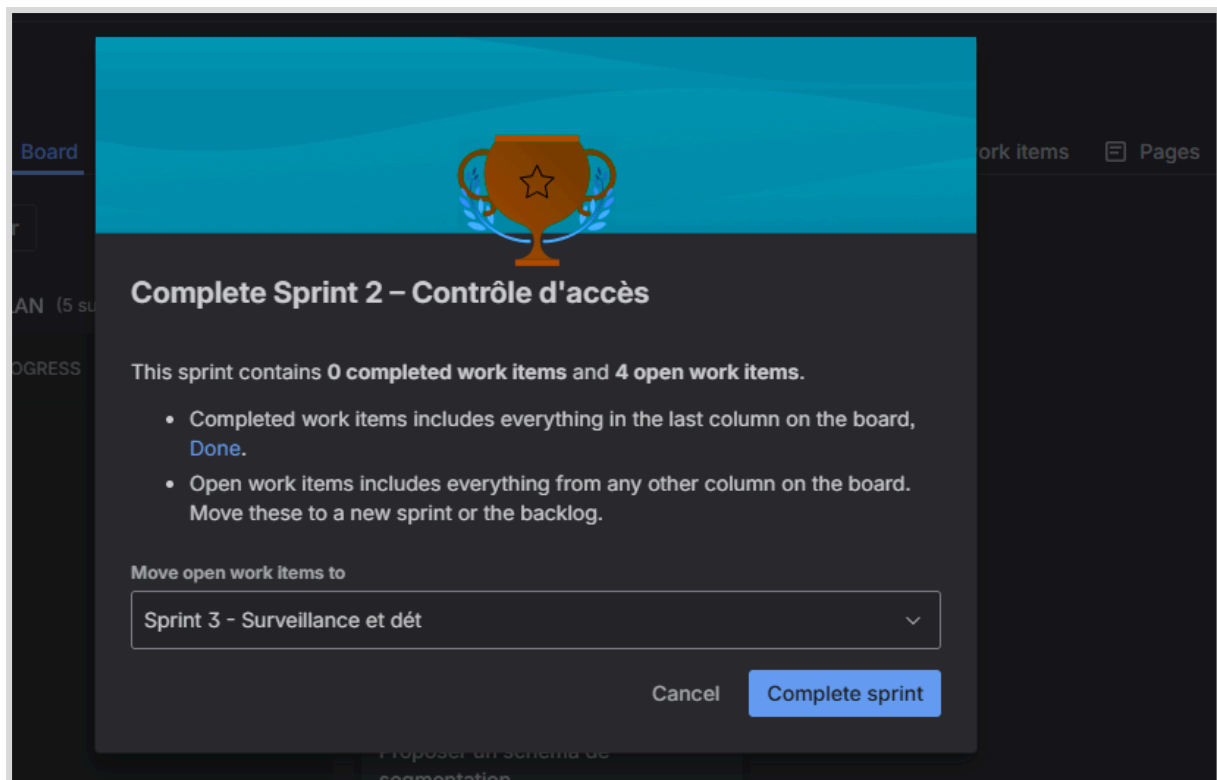 Board
ork items
Pages
r
Complete Sprint 2 – Contrôle d'accès
LAN (5 su
OGRESS
This sprint contains 0 completed work items and 4 open work items.
• Completed work items includes everything in the last column on the board,
Done.
• Open work items includes everything from any other column on the board.
Move these to a new sprint or the backlog.
Move open work items to
Sprint 3 - Surveillance et dét
Cancel
Complete sprint
Proposer un schéma de
segmentation